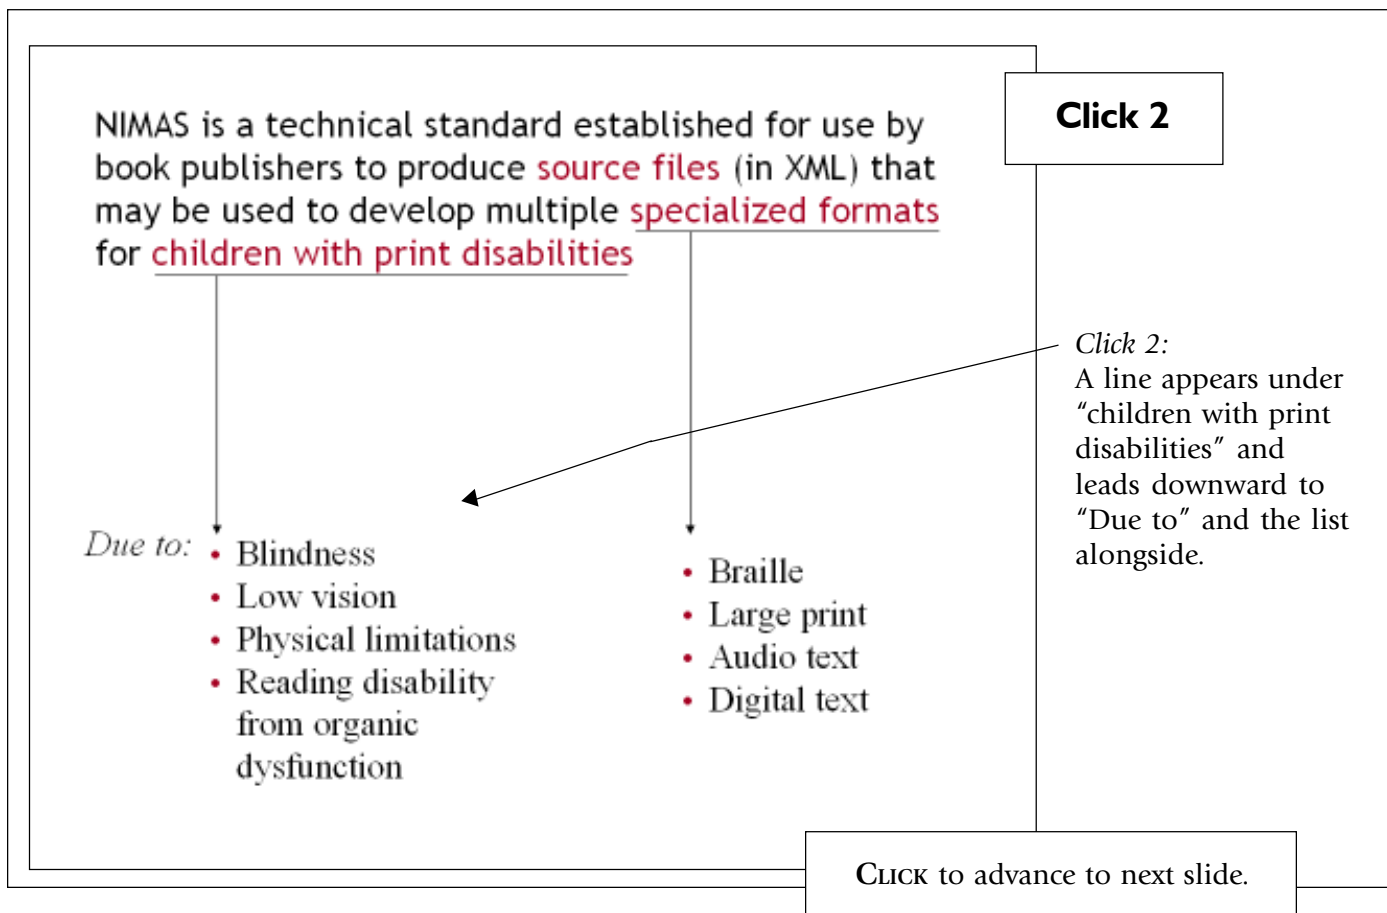 NIMAS is a technical standard established for use by
book publishers to produce source files (in XML) that
may be used to develop multiple specialized formats
for children with print disabilities
Click 2
Click 2:
A line appears under
“children with print
disabilities” and
leads downward to
“Due to” and the list
alongside.
Due to:
• Blindness
• Low vision
• Physical limitations
• Reading disability
from organic
dysfunction
• Braille
• Large print
• Audio text
• Digital text
CLICK to advance to next slide.